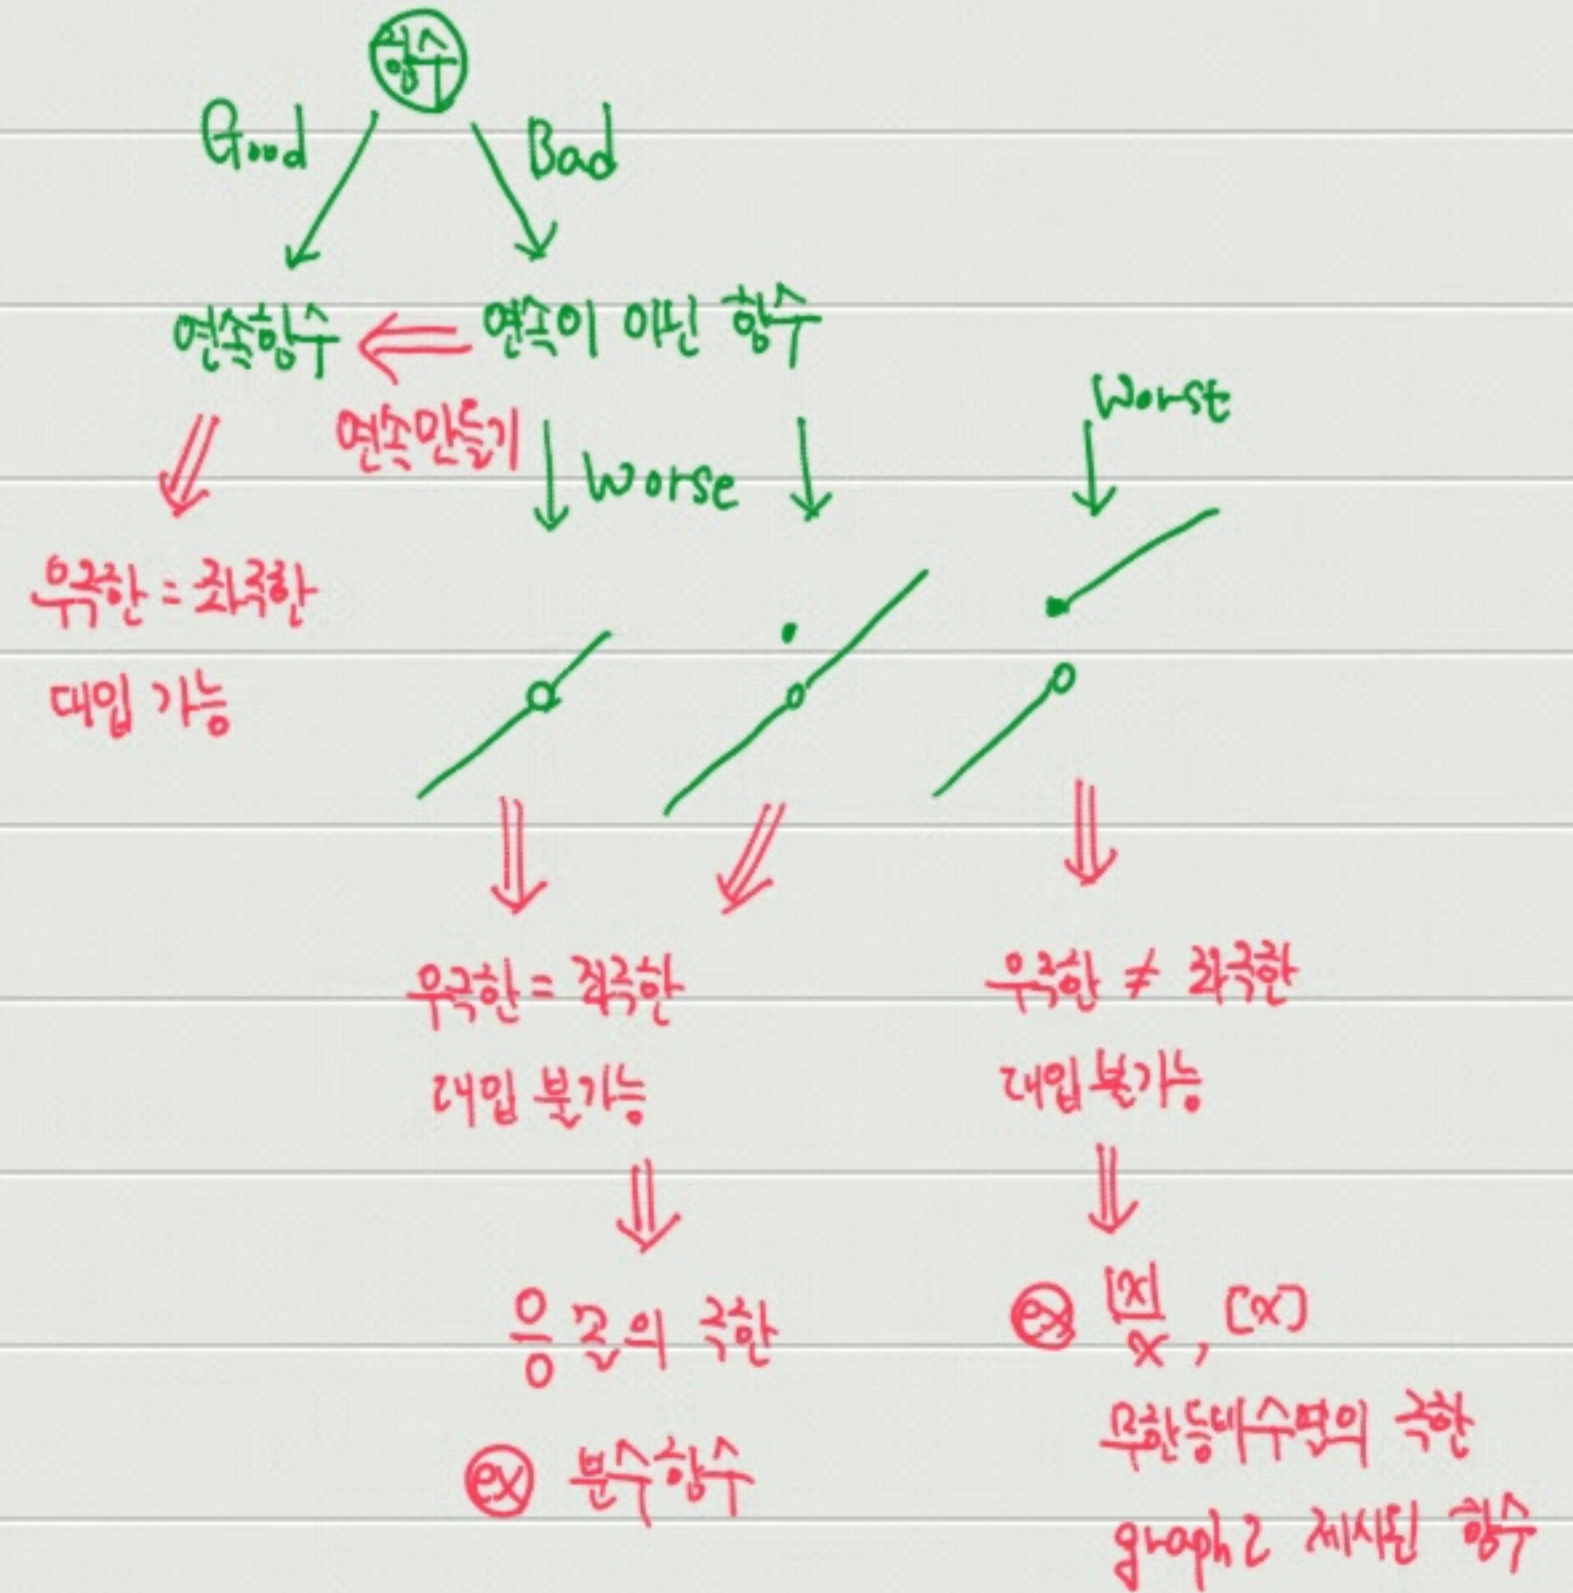 함수
Good
Bad
연속함수
연속이 아닌 함수
연속만들기
Worse
Worst
우극한 = 좌극한
대입 가능
우극한 = 좌극한
대입 불가능
우극한 ≠ 좌극한
대입 불가능
0/0 꼴의 극한
ex 분수함수
ex |x|/x, [x]
무한등비수열의 극한
graph로 제시된 함수